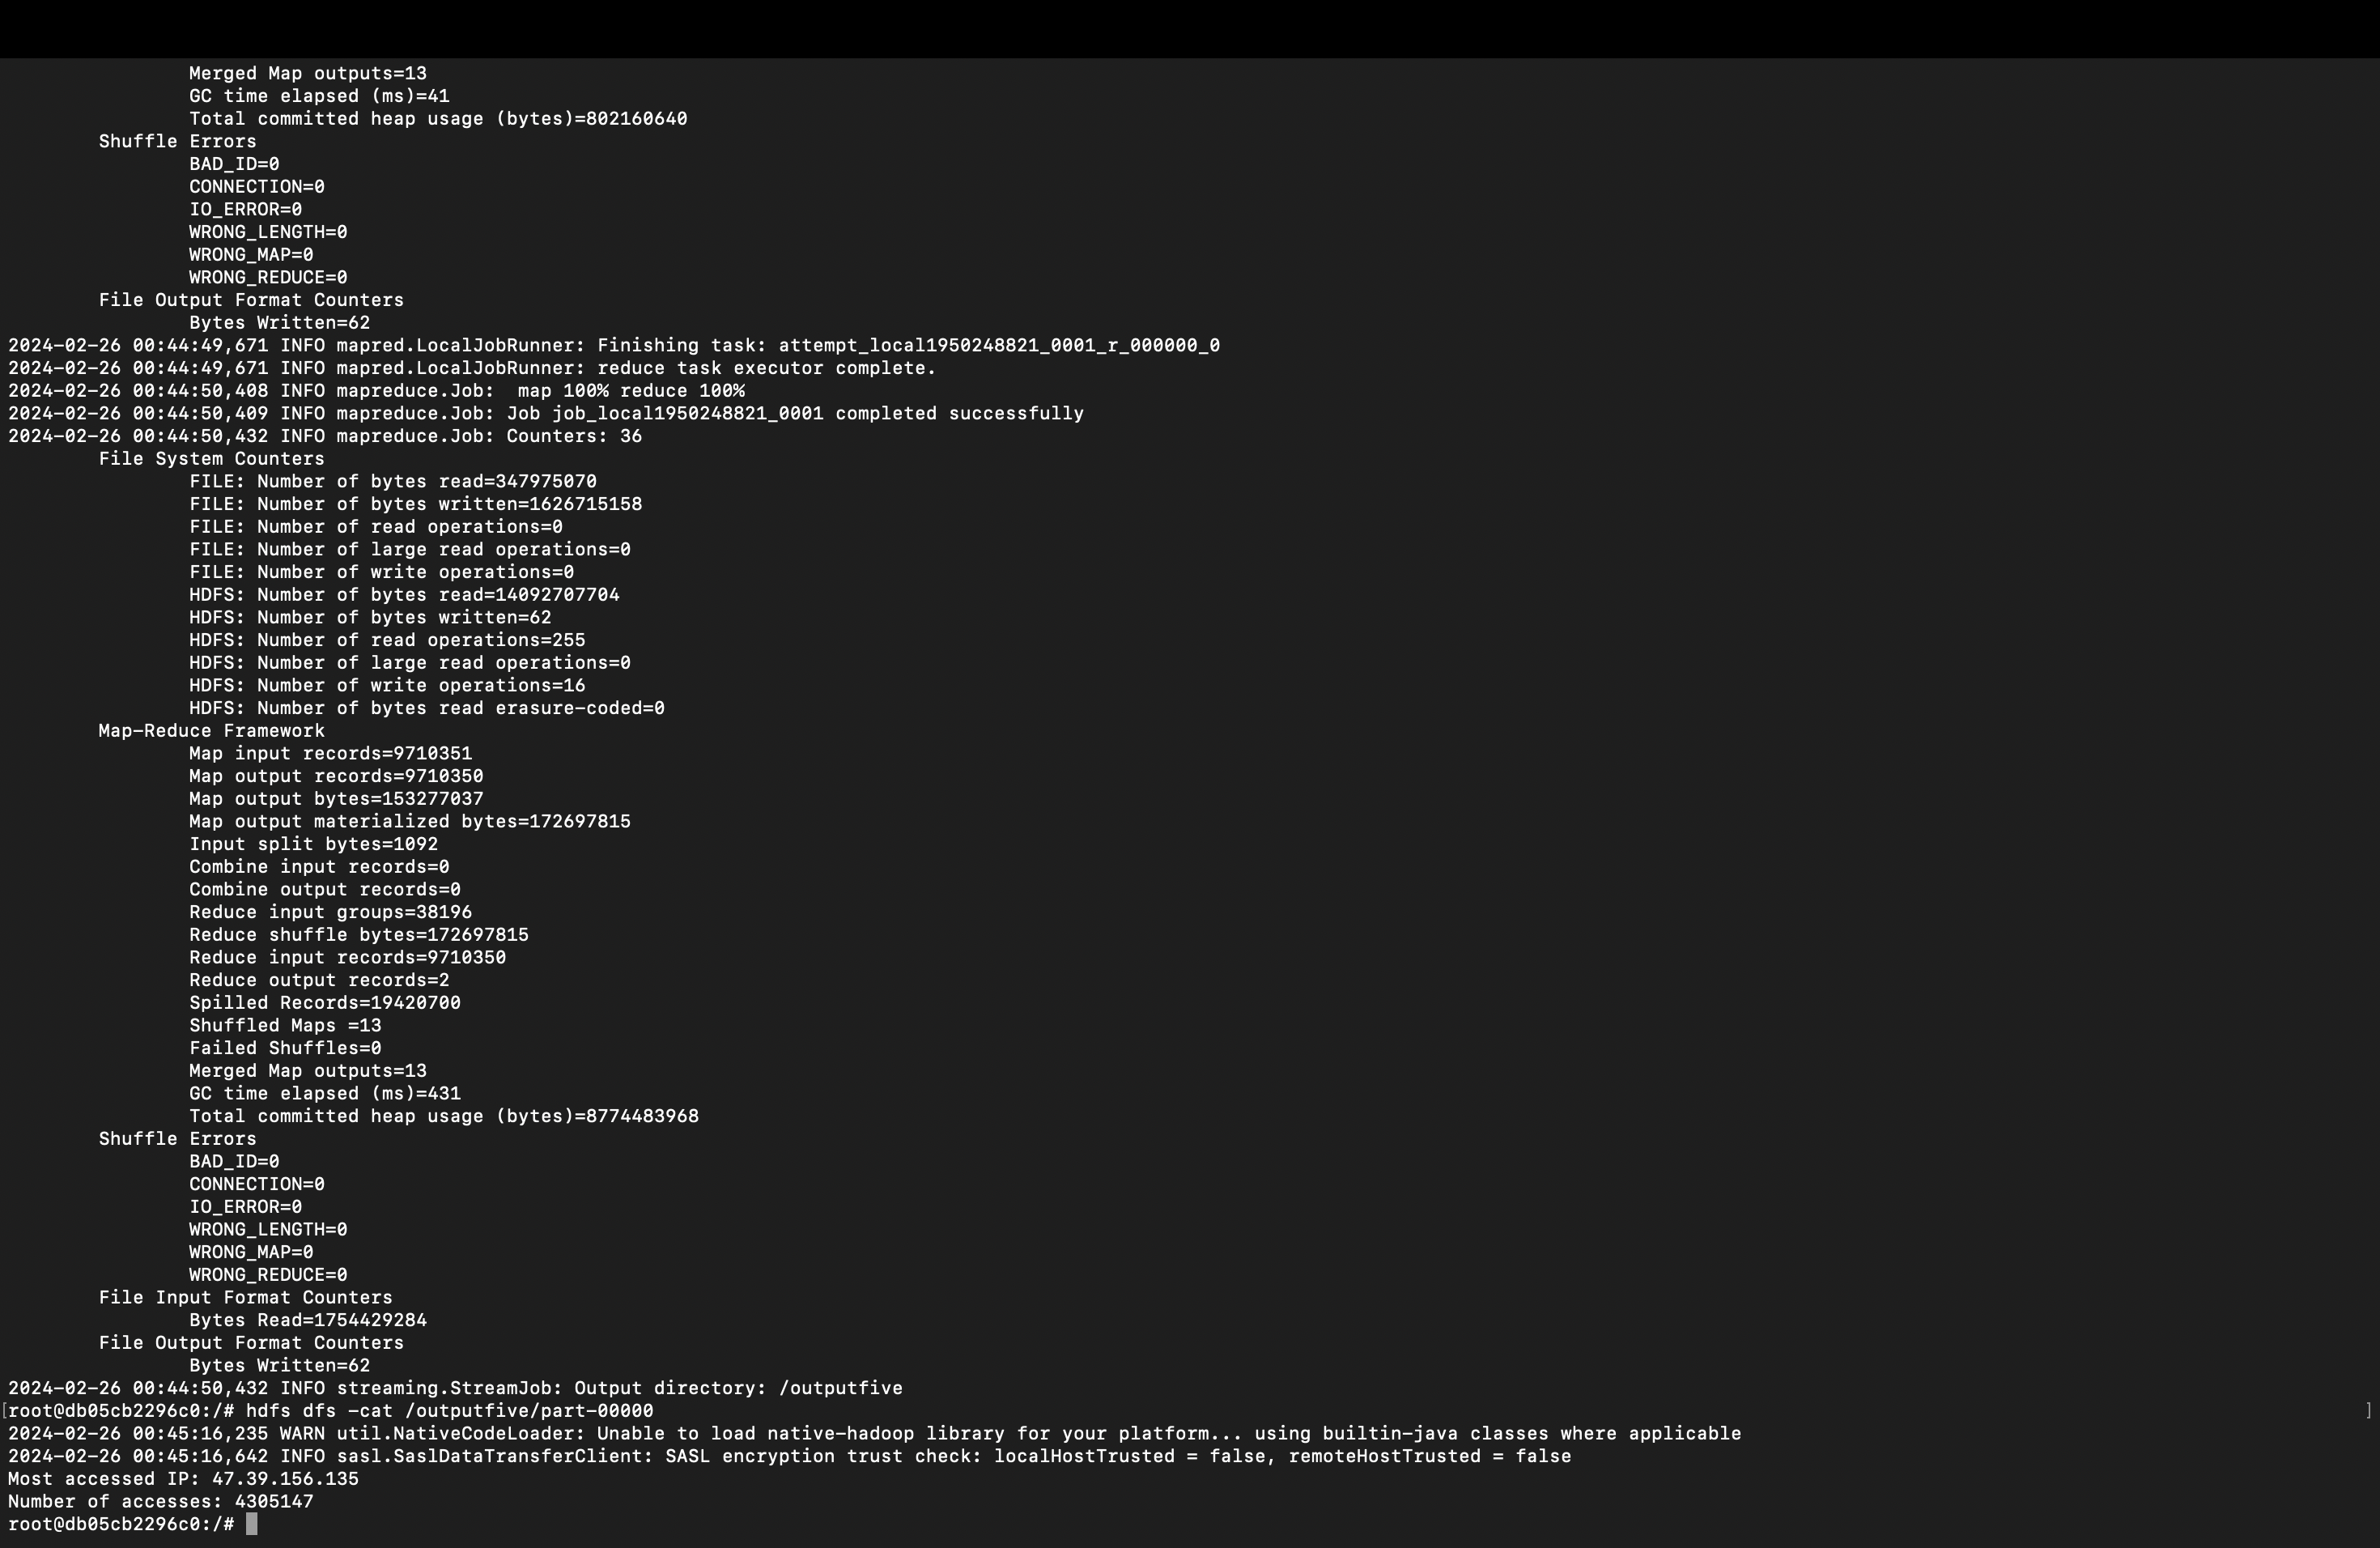 Merged Map outputs=13
GC time elapsed (ms)=41
Total committed heap usage (bytes)=802160640
Shuffle Errors
BAD_ID=0
CONNECTION=0
IO_ERROR=0
WRONG_LENGTH=0
WRONG_MAP=0
WRONG_REDUCE=0
File Output Format Counters
Bytes Written=62
2024-02-26 00:44:49,671 INFO mapred.LocalJobRunner: Finishing task: attempt_local1950248821_0001_r_000000_0
2024-02-26 00:44:49,671 INFO mapred.LocalJobRunner: reduce task executor complete.
2024-02-26 00:44:50,408 INFO mapreduce.Job:  map 100% reduce 100%
2024-02-26 00:44:50,409 INFO mapreduce.Job: Job job_local1950248821_0001 completed successfully
2024-02-26 00:44:50,432 INFO mapreduce.Job: Counters: 36
File System Counters
FILE: Number of bytes read=347975070
FILE: Number of bytes written=1626715158
FILE: Number of read operations=0
FILE: Number of large read operations=0
FILE: Number of write operations=0
HDFS: Number of bytes read=14092707704
HDFS: Number of bytes written=62
HDFS: Number of read operations=255
HDFS: Number of large read operations=0
HDFS: Number of write operations=16
HDFS: Number of bytes read erasure-coded=0
Map-Reduce Framework
Map input records=9710351
Map output records=9710350
Map output bytes=153277037
Map output materialized bytes=172697815
Input split bytes=1092
Combine input records=0
Combine output records=0
Reduce input groups=38196
Reduce shuffle bytes=172697815
Reduce input records=9710350
Reduce output records=2
Spilled Records=19420700
Shuffled Maps =13
Failed Shuffles=0
Merged Map outputs=13
GC time elapsed (ms)=431
Total committed heap usage (bytes)=8774483968
Shuffle Errors
BAD_ID=0
CONNECTION=0
IO_ERROR=0
WRONG_LENGTH=0
WRONG_MAP=0
WRONG_REDUCE=0
File Input Format Counters
Bytes Read=1754429284
File Output Format Counters
Bytes Written=62
2024-02-26 00:44:50,432 INFO streaming.StreamJob: Output directory: /outputfive
[root@db05cb2296c0:/# hdfs dfs -cat /outputfive/part-00000 ]
2024-02-26 00:45:16,235 WARN util.NativeCodeLoader: Unable to load native-hadoop library for your platform... using builtin-java classes where applicable
2024-02-26 00:45:16,642 INFO sasl.SaslDataTransferClient: SASL encryption trust check: localHostTrusted = false, remoteHostTrusted = false
Most accessed IP: 47.39.156.135
Number of accesses: 4305147
root@db05cb2296c0:/#